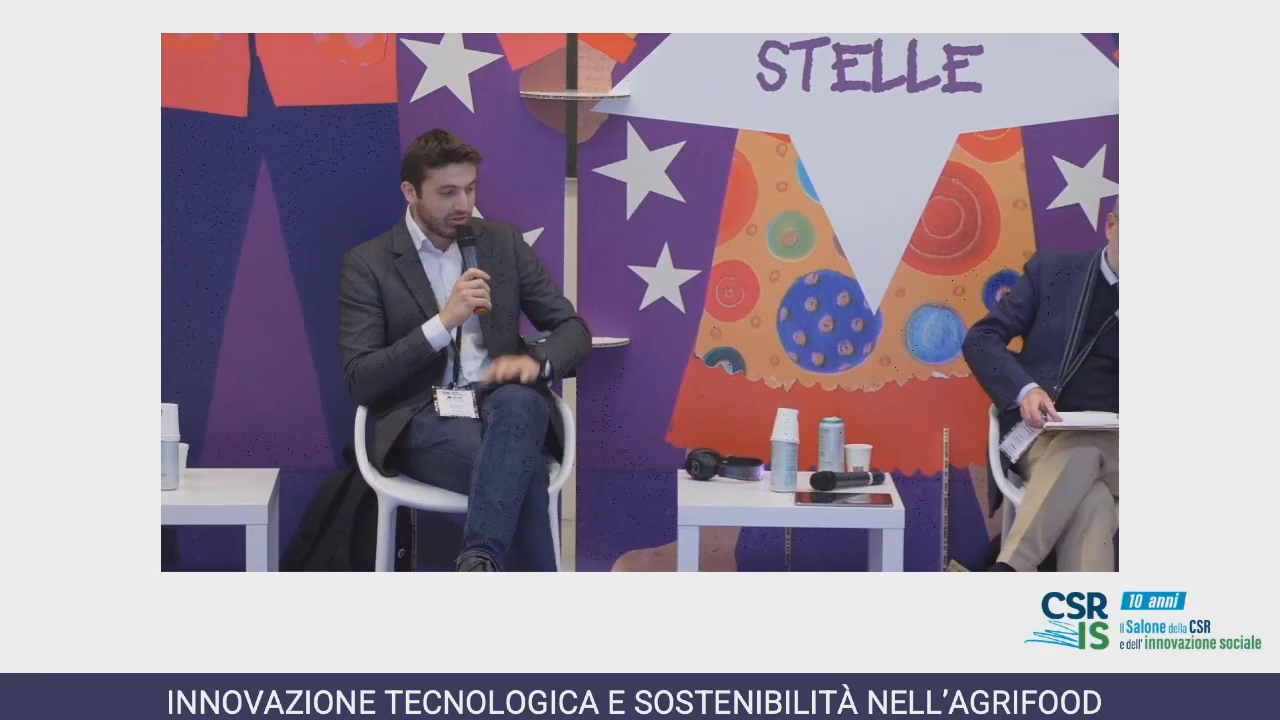 STELLE
CSR
IS
10 anni
Il Salone della CSR
e dell'innovazione sociale
INNOVAZIONE TECNOLOGICA E SOSTENIBILITÀ NELL’AGRIFOOD